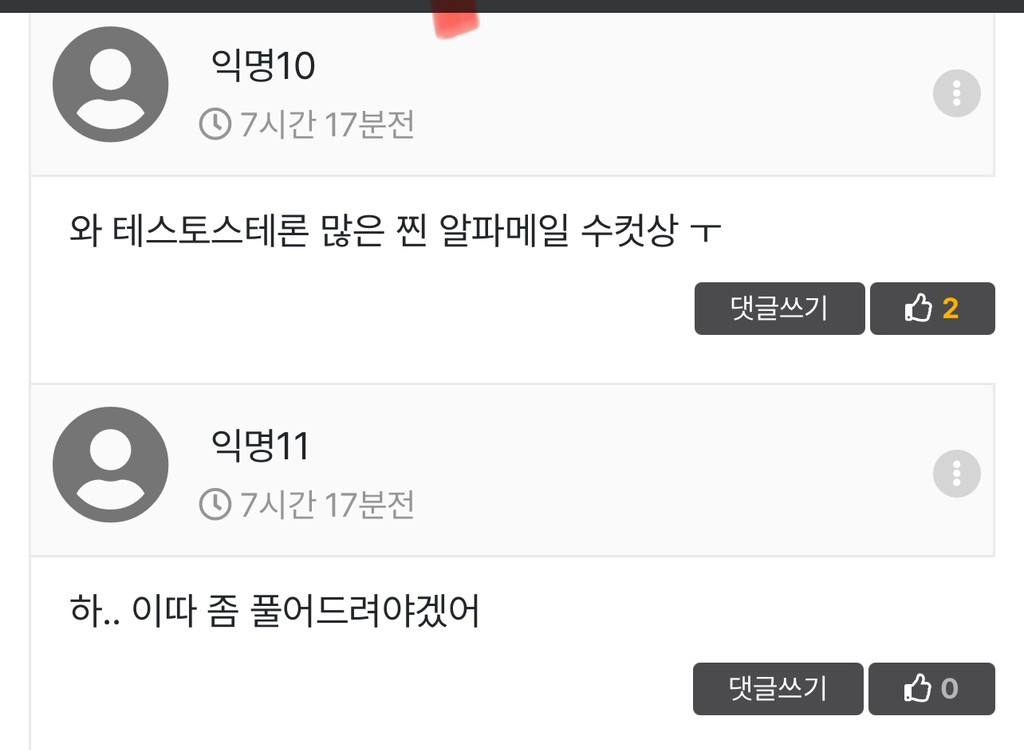 익명10
7시간 17분전
와 테스토스테론 많은 찐 알파메일 수컷상 ㅜ
댓글쓰기 2
익명11
7시간 17분전
하.. 이따 좀 풀어드려야겠어
댓글쓰기 0